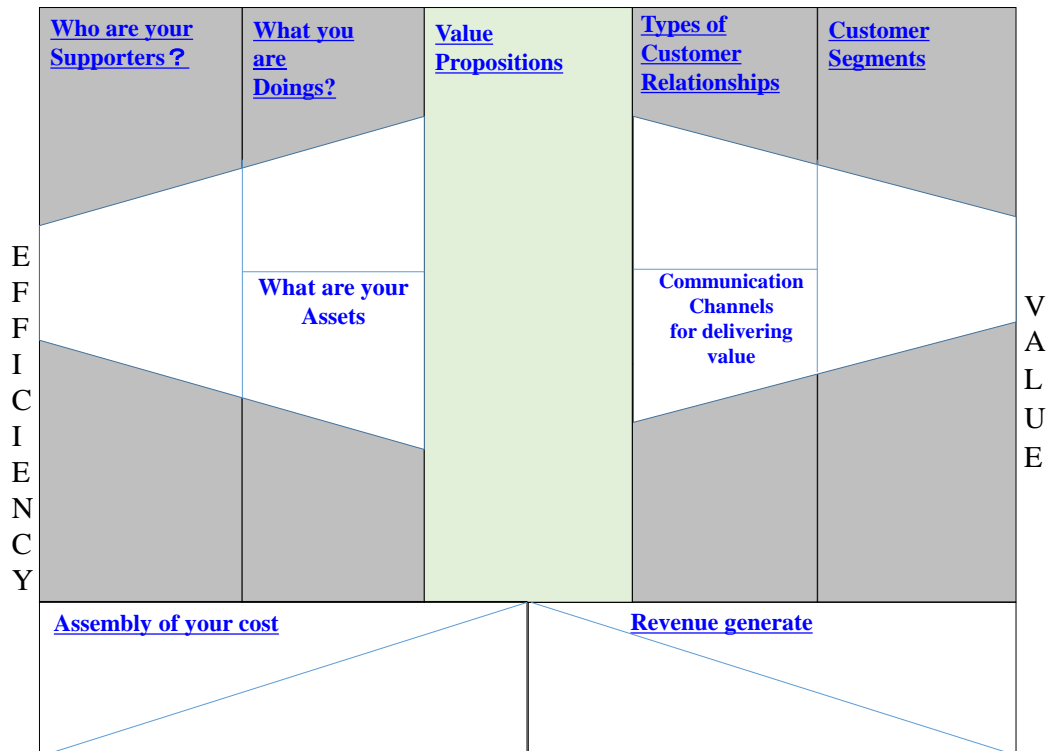 Who are your
Supporters？
What you
are
Doings?
Value
Propositions
Types of
Customer
Relationships
Customer
Segments
What are your
Assets
Communication
Channels
for delivering
value
E
F
F
I
C
I
E
N
C
Y
V
A
L
U
E
Assembly of your cost
Revenue generate